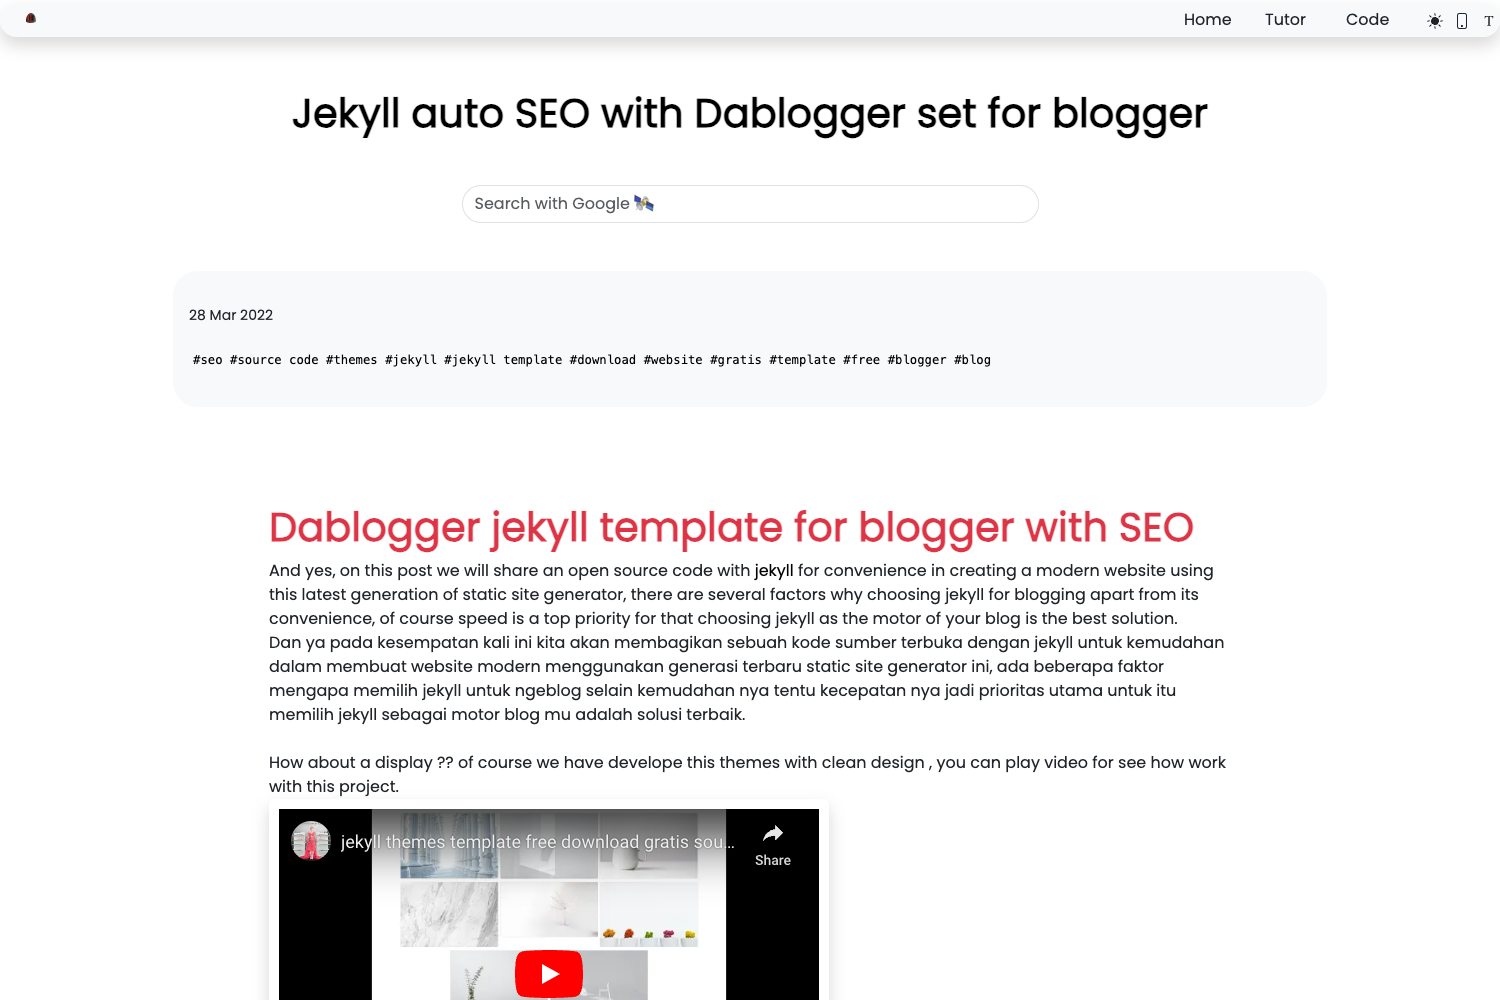 Home Tutor Code T
Jekyll auto SEO with Dablogger set for blogger
Search with Google 🛰️
28 Mar 2022
#seo #source code #themes #jekyll #jekyll template #download #website #gratis #template #free #blogger #blog
Dablogger jekyll template for blogger with SEO
And yes, on this post we will share an open source code with jekyll for convenience in creating a modern website using
this latest generation of static site generator, there are several factors why choosing jekyll for blogging apart from its
convenience, of course speed is a top priority for that choosing jekyll as the motor of your blog is the best solution.
Dan ya pada kesempatan kali ini kita akan membagikan sebuah kode sumber terbuka dengan jekyll untuk kemudahan
dalam membuat website modern menggunakan generasi terbaru static site generator ini, ada beberapa faktor
mengapa memilih jekyll untuk ngeblog selain kemudahan nya tentu kecepatan nya jadi prioritas utama untuk itu
memilih jekyll sebagai motor blog mu adalah solusi terbaik.
How about a display ?? of course we have develope this themes with clean design , you can play video for see how work
with this project.
jekyll themes template free download gratis sou...
Share